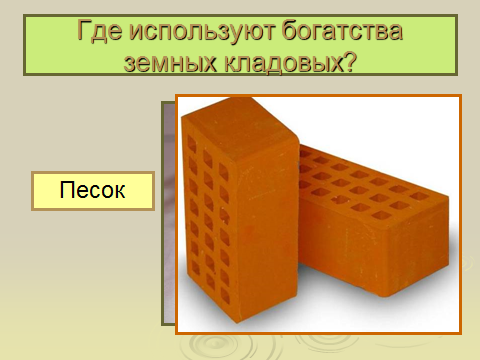 Где используют богатства
земных кладовых?
Песок